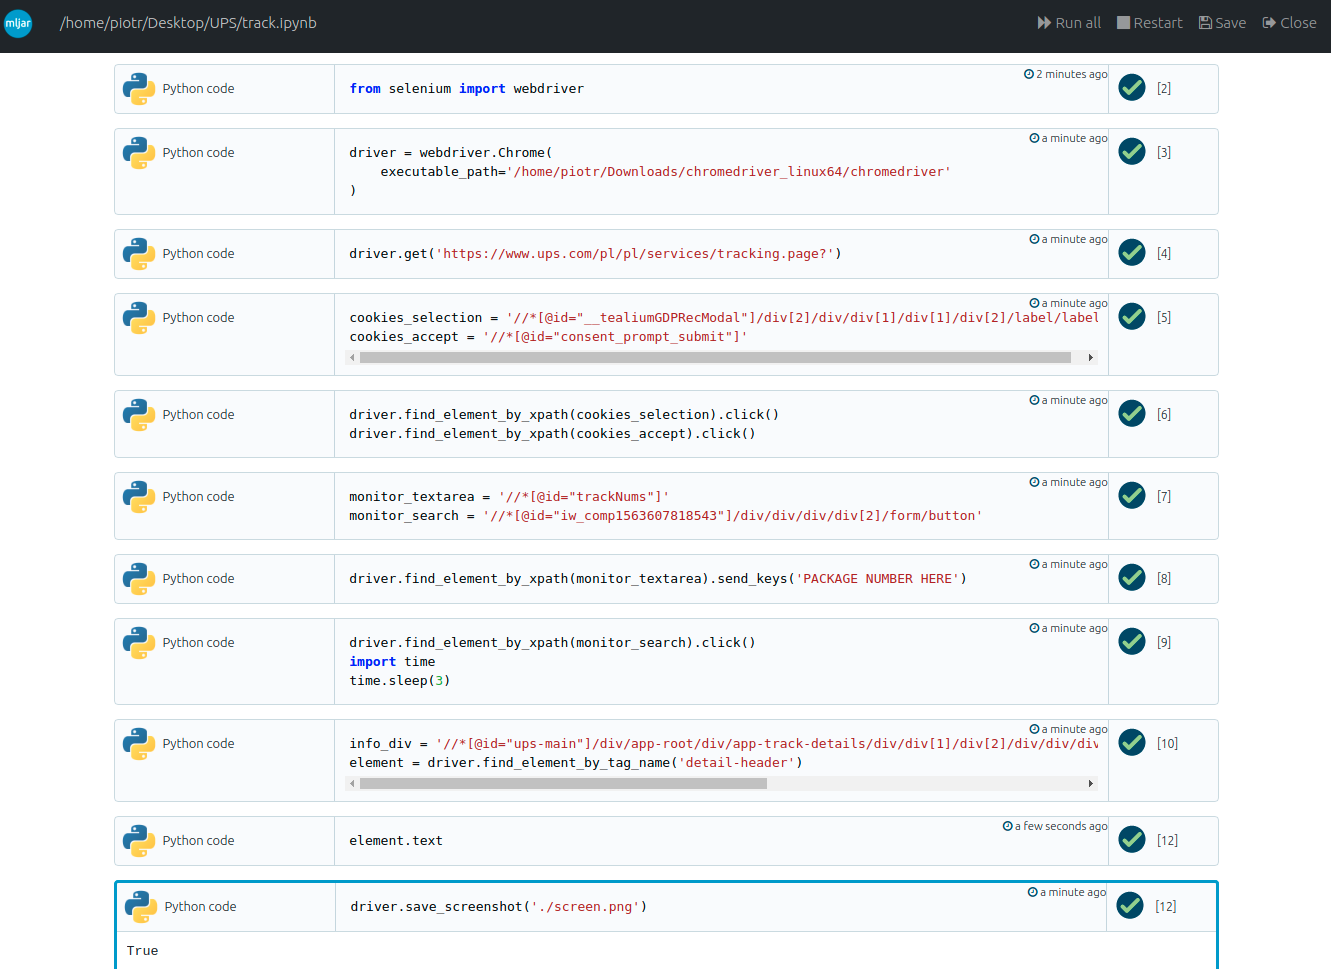 mljar /home/piotr/Desktop/UPS/track.ipynb Run all Restart Save Close
2 minutes ago
Python code from selenium import webdriver [2]
a minute ago
Python code driver = webdriver.Chrome( [3]
executable_path='/home/piotr/Downloads/chromedriver_linux64/chromedriver'
)
a minute ago
Python code driver.get('https://www.ups.com/pl/pl/services/tracking.page?') [4]
a minute ago
Python code cookies_selection = '//*[@id="__tealiumGDPRecModal"]/div[2]/div/div[1]/div[1]/div[2]/label/label [5]
cookies_accept = '//*[@id="consent_prompt_submit"]'
a minute ago
Python code driver.find_element_by_xpath(cookies_selection).click() [6]
driver.find_element_by_xpath(cookies_accept).click()
a minute ago
Python code monitor_textarea = '//*[@id="trackNums"]' [7]
monitor_search = '//*[@id="iw_comp1563607818543"]/div/div/div/div[2]/form/button'
a minute ago
Python code driver.find_element_by_xpath(monitor_textarea).send_keys('PACKAGE NUMBER HERE') [8]
a minute ago
Python code driver.find_element_by_xpath(monitor_search).click() [9]
import time
time.sleep(3)
a minute ago
Python code info_div = '//*[@id="ups-main"]/div/app-root/div/app-track-details/div/div[1]/div[2]/div/div/div [10]
element = driver.find_element_by_tag_name('detail-header')
a few seconds ago
Python code element.text [12]
a minute ago
Python code driver.save_screenshot('./screen.png') [12]
True